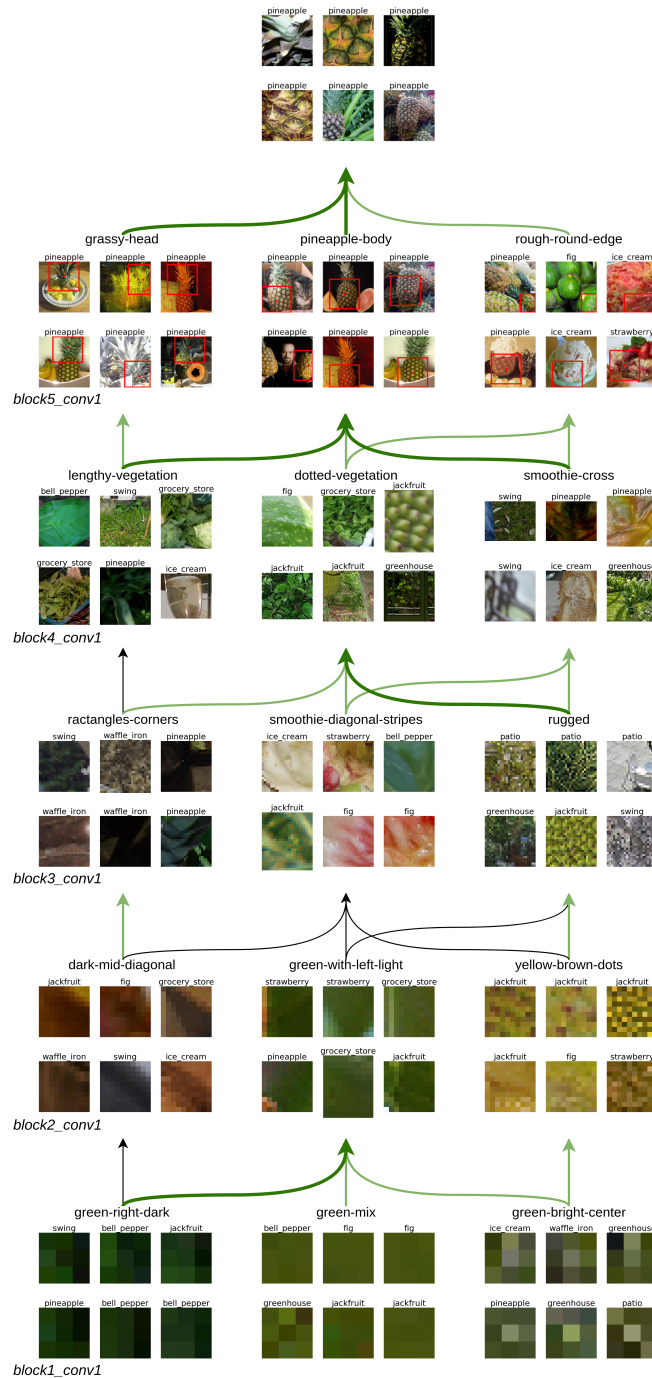 pineapple pineapple pineapple
pineapple pineapple pineapple
grassy-head pineapple-body rough-round-edge
pineapple pineapple pineapple pineapple pineapple pineapple pineapple fig ice_cream
pineapple pineapple pineapple pineapple pineapple pineapple pineapple ice_cream strawberry
block5_conv1
lengthy-vegetation dotted-vegetation smoothie-cross
bell_pepper swing grocery_store fig grocery_store jackfruit swing pineapple pineapple
grocery_store pineapple ice_cream jackfruit jackfruit greenhouse swing ice_cream greenhouse
block4_conv1
ractangles-corners smoothie-diagonal-stripes rugged
swing waffle_iron pineapple ice_cream strawberry bell_pepper patio patio patio
waffle_iron waffle_iron pineapple jackfruit fig fig greenhouse jackfruit swing
block3_conv1
dark-mid-diagonal green-with-left-light yellow-brown-dots
jackfruit fig grocery_store strawberry strawberry grocery_store jackfruit jackfruit jackfruit
waffle_iron swing ice_cream pineapple grocery_store jackfruit jackfruit fig strawberry
block2_conv1
green-right-dark green-mix green-bright-center
swing bell_pepper jackfruit bell_pepper fig fig ice_cream waffle_iron greenhouse
pineapple bell_pepper bell_pepper greenhouse jackfruit jackfruit pineapple greenhouse patio
block1_conv1